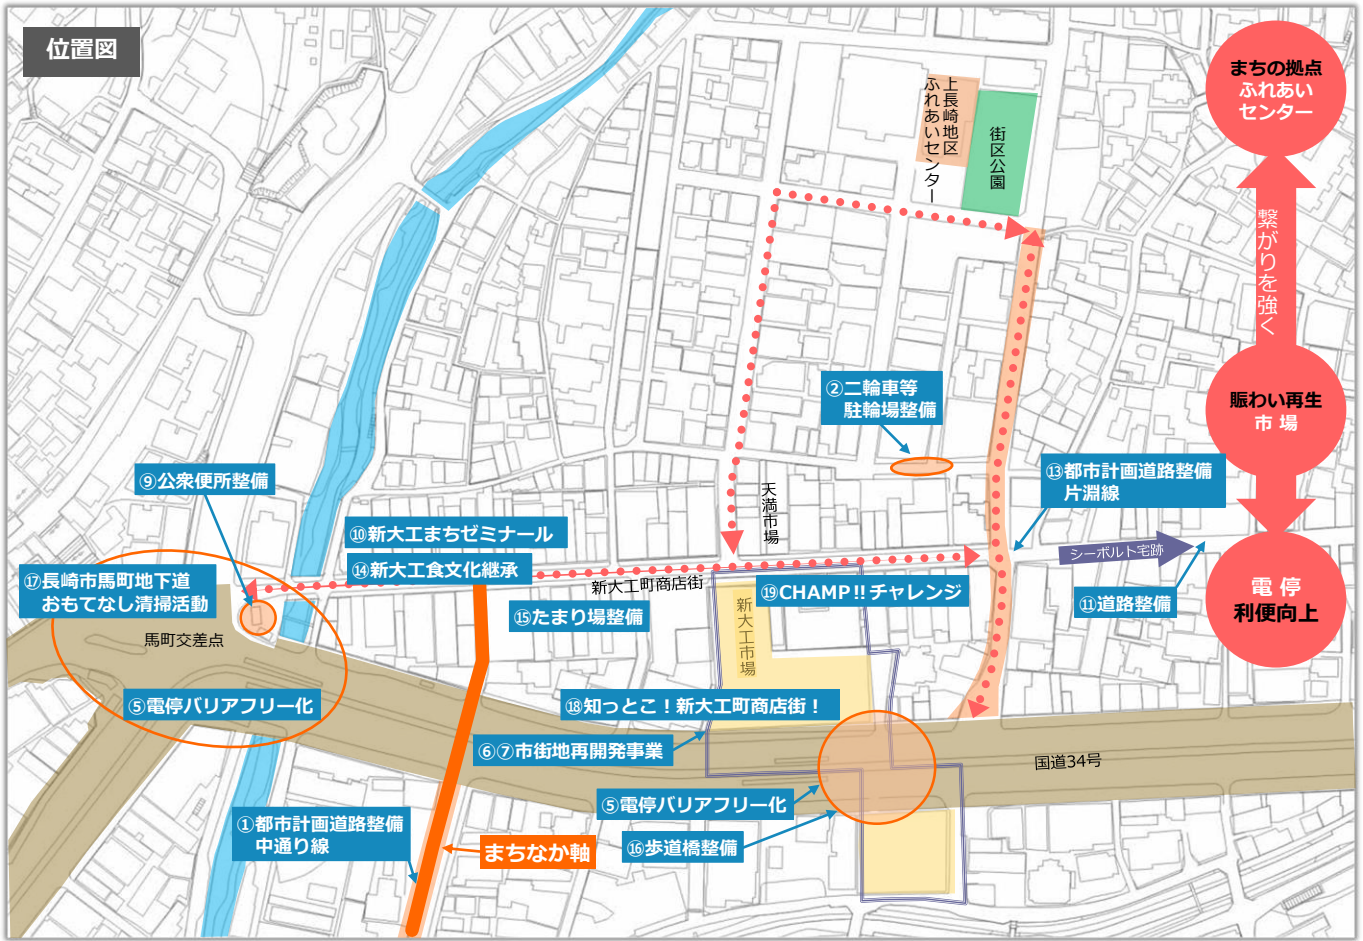 位置図
まちの拠点
ふれあい
センター
繋がりを強く
賑わい再生
市 場
電 停
利便向上
上長崎地区
ふれあいセンター
街区公園
②二輪車等
駐輪場整備
⑬都市計画道路整備
片淵線
天満市場
シーボルト宅跡
⑪道路整備
⑨公衆便所整備
⑩新大工まちゼミナール
⑭新大工食文化継承
新大工町商店街
⑰長崎市馬町地下道
おもてなし清掃活動
⑮たまり場整備
⑲CHAMP!!チャレンジ
新大工市場
馬町交差点
⑤電停バリアフリー化
⑱知っとこ！新大工町商店街！
⑥⑦市街地再開発事業
国道34号
⑤電停バリアフリー化
①都市計画道路整備
中通り線
まちなか軸
⑯歩道橋整備